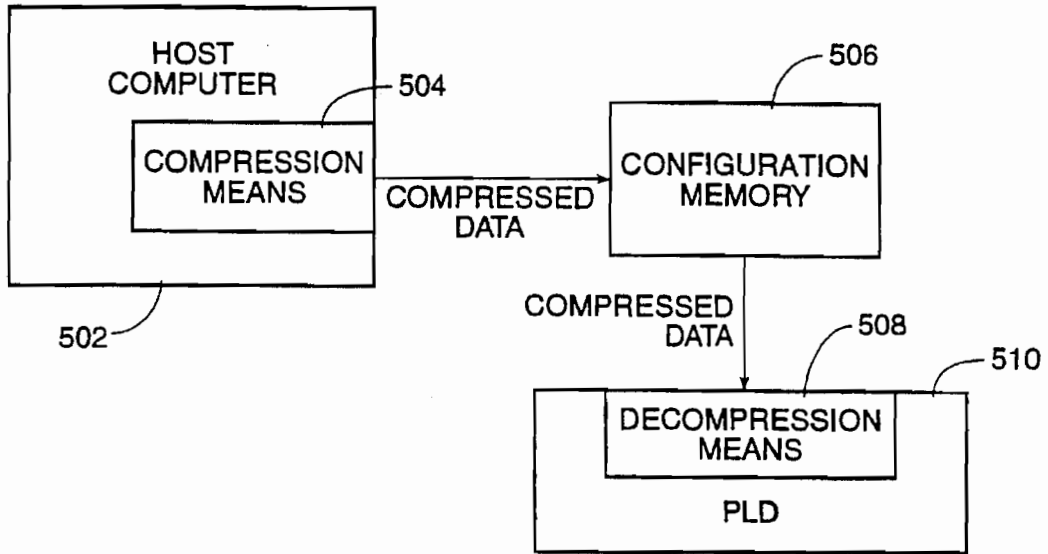 HOST
COMPUTER
504
COMPRESSION
MEANS
502
COMPRESSED
DATA
506
CONFIGURATION
MEMORY
COMPRESSED
DATA
508
510
DECOMPRESSION
MEANS
PLD